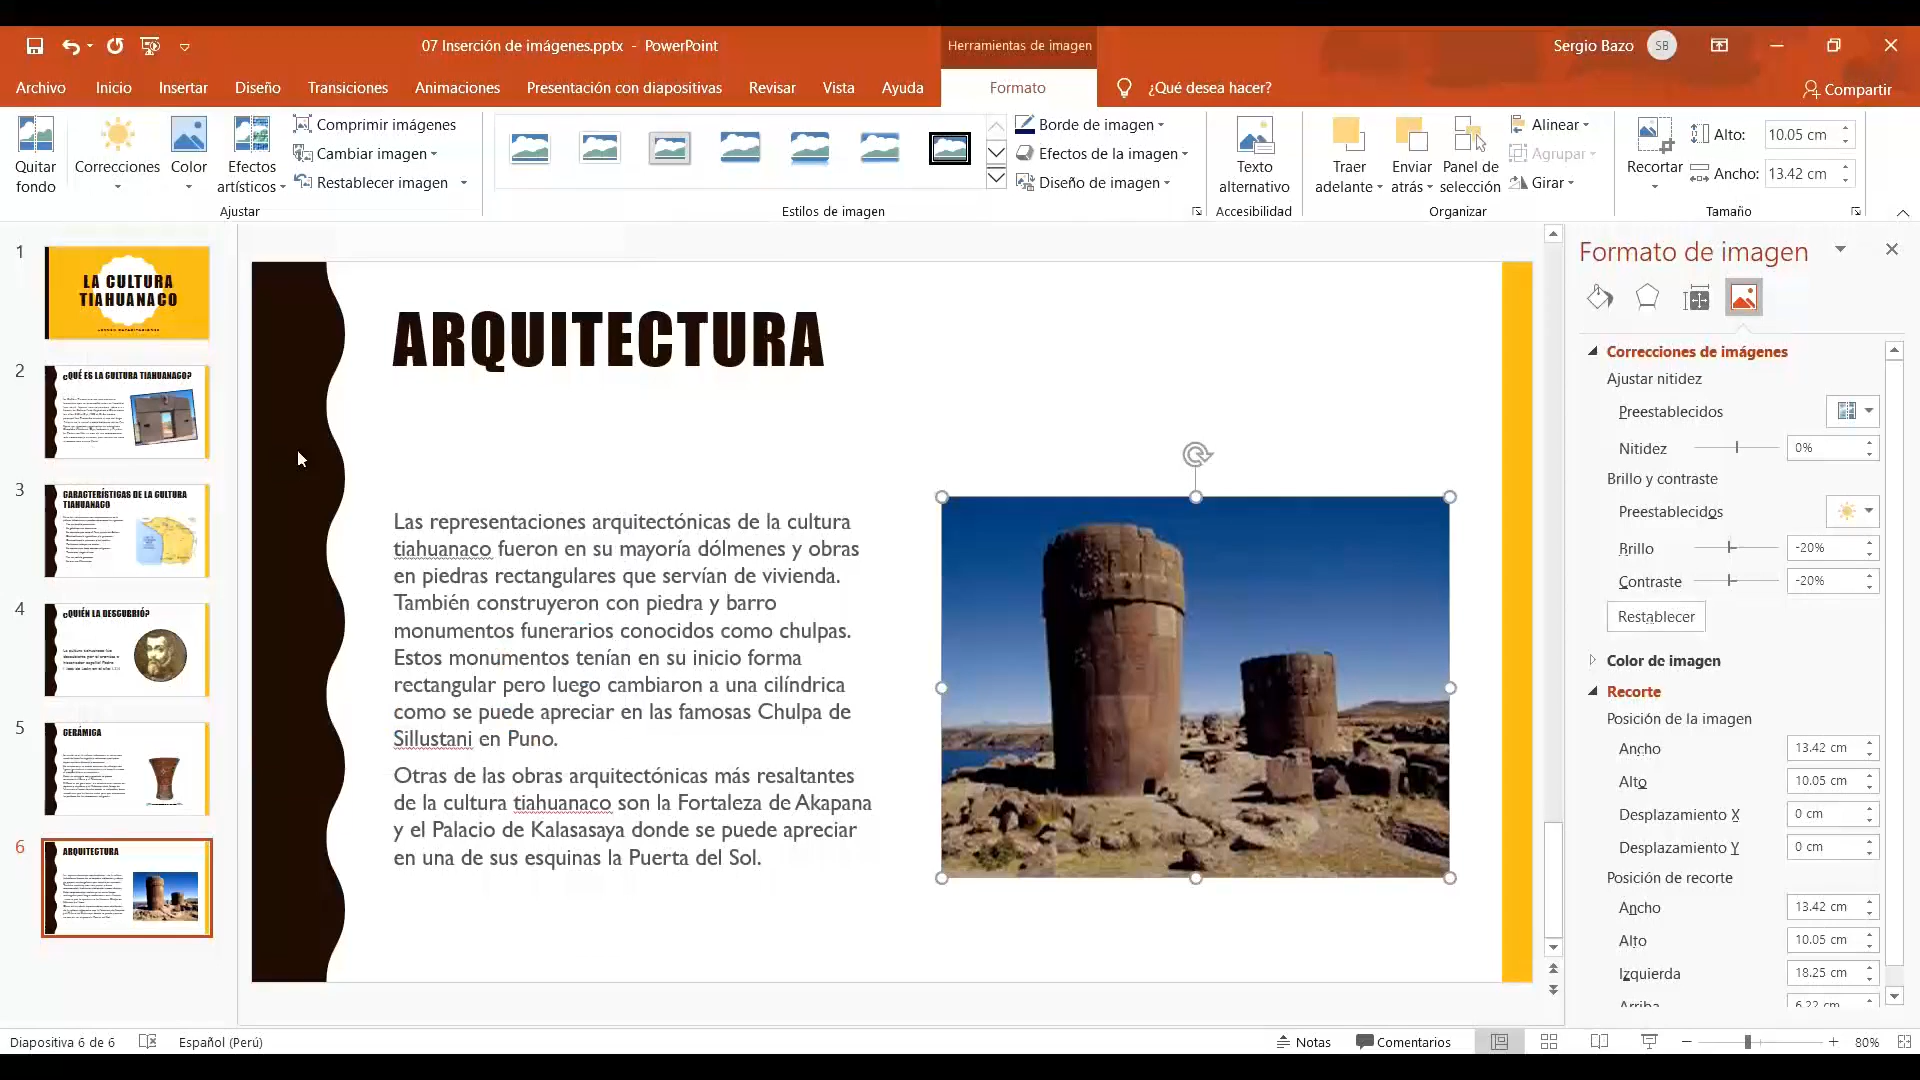 07 Inserción de imágenes.pptx - PowerPoint
Herramientas de imagen
Sergio Bazo
SB
Archivo
Inicio
Insertar
Diseño
Transiciones
Animaciones
Presentación con diapositivas
Revisar
Vista
Ayuda
Formato
¿Qué desea hacer?
Compartir
Quitar
fondo
Correcciones
Color
Efectos
artísticos
Comprimir imágenes
Cambiar imagen
Restablecer imagen
Ajustar
Estilos de imagen
Borde de imagen
Efectos de la imagen
Diseño de imagen
Texto
alternativo
Accesibilidad
Traer
adelante
Enviar
atrás
Panel de
selección
Alinear
Agrupar
Girar
Organizar
Recortar
Alto: 10.05 cm
Ancho: 13.42 cm
Tamaño
1
LA CULTURA
TIAHUANACO
2
¿QUÉ ES LA CULTURA TIAHUANACO?
3
CARACTERÍSTICAS DE LA CULTURA
TIAHUANACO
4
¿QUIÉN LA DESCUBRIÓ?
5
CERÁMICA
6
ARQUITECTURA
ARQUITECTURA
Las representaciones arquitectónicas de la cultura
tiahuanaco fueron en su mayoría dólmenes y obras
en piedras rectangulares que servían de vivienda.
También construyeron con piedra y barro
monumentos funerarios conocidos como chulpas.
Estos monumentos tenían en su inicio forma
rectangular pero luego cambiaron a una cilíndrica
como se puede apreciar en las famosas Chulpa de
Sillustani en Puno.
Otras de las obras arquitectónicas más resaltantes
de la cultura tiahuanaco son la Fortaleza de Akapana
y el Palacio de Kalasasaya donde se puede apreciar
en una de sus esquinas la Puerta del Sol.
Formato de imagen
Correcciones de imágenes
Ajustar nitidez
Preestablecidos
Nitidez 0%
Brillo y contraste
Preestablecidos
Brillo -20%
Contraste -20%
Restablecer
Color de imagen
Recorte
Posición de la imagen
Ancho 13.42 cm
Alto 10.05 cm
Desplazamiento X 0 cm
Desplazamiento Y 0 cm
Posición de recorte
Ancho 13.42 cm
Alto 10.05 cm
Izquierda 18.25 cm
Arriba 6.22 cm
Diapositiva 6 de 6
Español (Perú)
Notas
Comentarios
80%